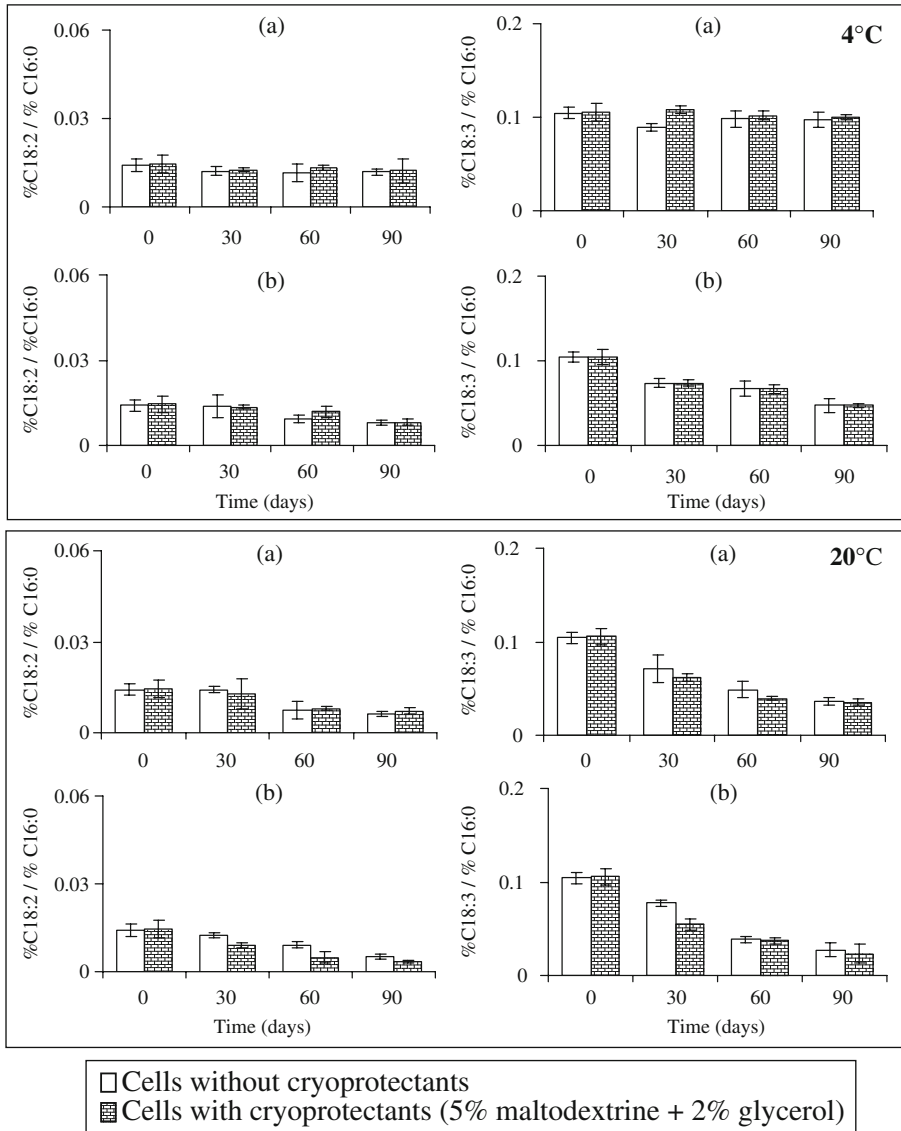 (a)
0.06
0.03
0
%C18:2 / % C16:0
0 30 60 90
(a)
4°C
0.2
0.1
0
%C18:3 / % C16:0
0 30 60 90
(b)
0.06
0.03
0
%C18:2 / %C16:0
0 30 60 90
Time (days)
(b)
0.2
0.1
0
%C18:3 / % C16:0
0 30 60 90
Time (days)
(a)
0.06
0.03
0
%C18:2 / % C16:0
0 30 60 90
(a)
20°C
0.2
0.1
0
%C18:3 / % C16:0
0 30 60 90
(b)
0.06
0.03
0
%C18:2 / % C16:0
0 30 60 90
Time (days)
(b)
0.2
0.1
0
%C18:3 / % C16:0
0 30 60 90
Time (days)
Cells without cryoprotectants
Cells with cryoprotectants (5% maltodextrine + 2% glycerol)